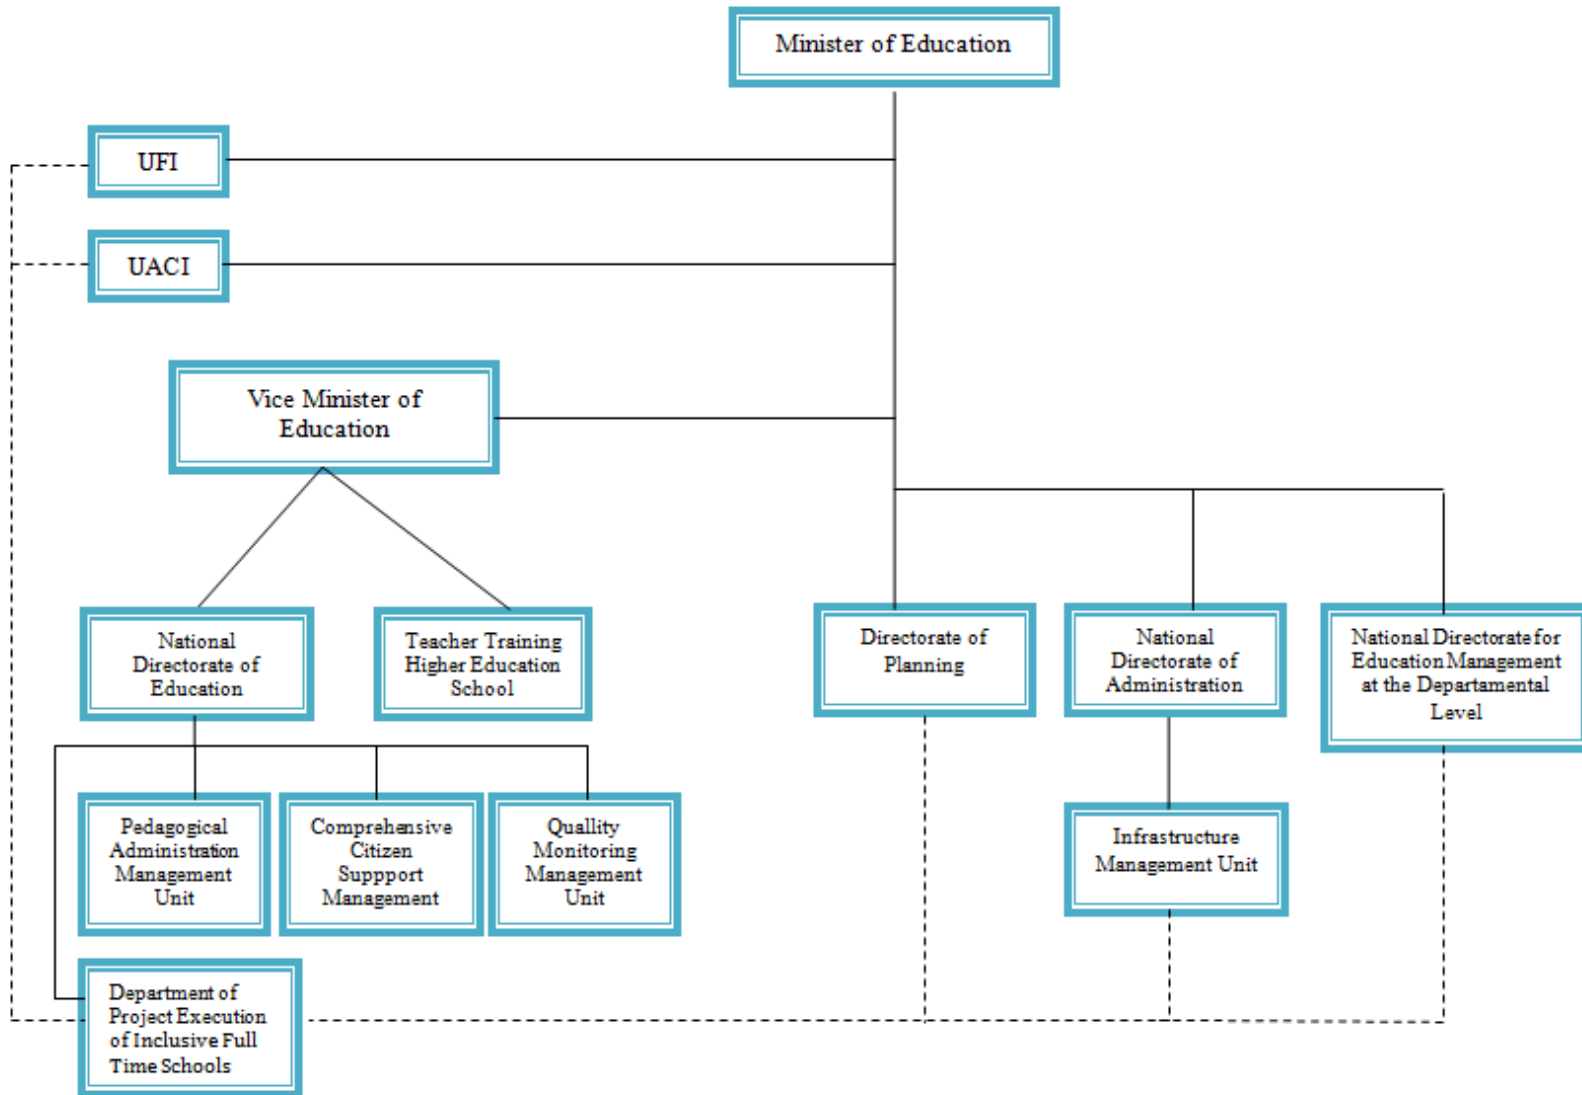 Minister of Education
UFI
UACI
Vice Minister of
Education
National
Directorate of
Education
Teacher Training
Higher Education
School
Directorate of
Planning
National
Directorate of
Administration
National Directorate for
Education Management
at the Departamental
Level
Pedagogical
Administration
Management
Unit
Comprehensive
Citizen
Suppport
Management
Quallity
Monitoring
Management
Unit
Infrastructure
Management Unit
Department of
Project Execution
of Inclusive Full
Time Schools